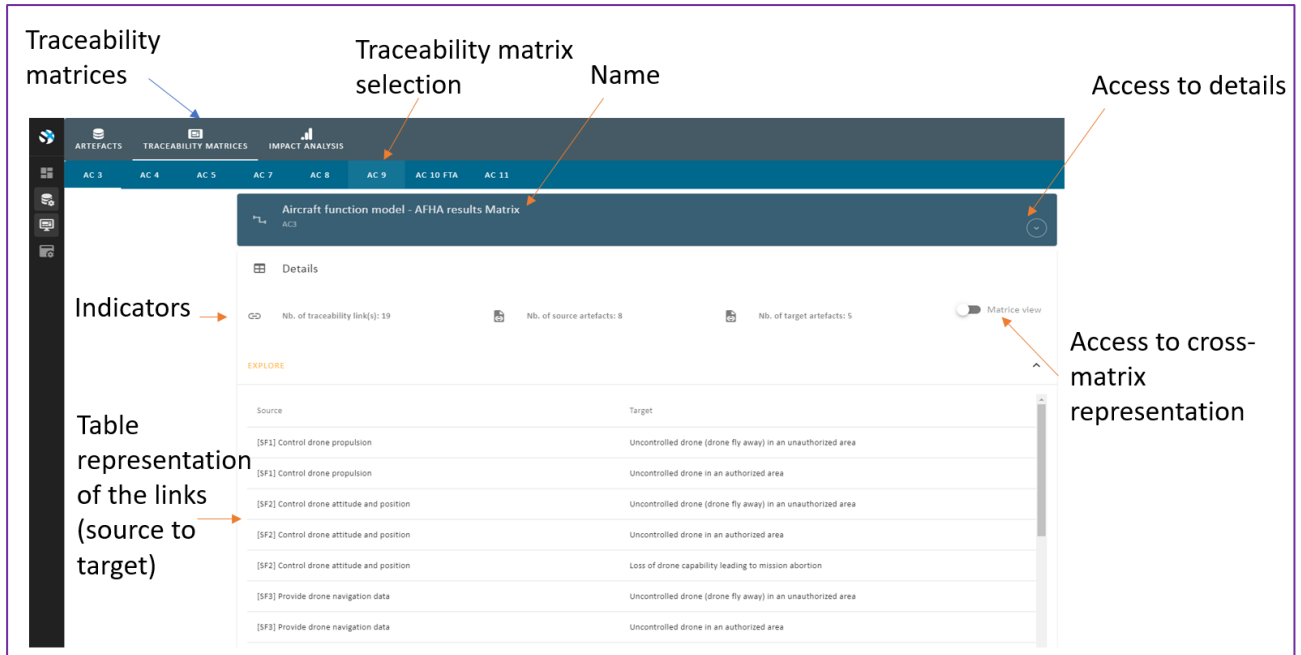 Traceability
matrices
Traceability matrix
selection
Name
Access to details
ARTEFACTS
TRACEABILITY MATRICES
IMPACT ANALYSIS
AC 3 AC 4 AC 5 AC 7 AC 8 AC 9 AC 10 FTA AC 11
Aircraft function model - AFHA results Matrix
AC3
Details
Indicators
Nb. of traceability link(s): 19
Nb. of source artefacts: 8
Nb. of target artefacts: 5
Matrice view
Access to cross-
matrix
representation
EXPLORE
Table
representation
of the links
(source to
target)
Source Target
[SF1] Control drone propulsion Uncontrolled drone (drone fly away) in an unauthorized area
[SF1] Control drone propulsion Uncontrolled drone in an authorized area
[SF2] Control drone attitude and position Uncontrolled drone (drone fly away) in an unauthorized area
[SF2] Control drone attitude and position Uncontrolled drone in an authorized area
[SF2] Control drone attitude and position Loss of drone capability leading to mission abortion
[SF3] Provide drone navigation data Uncontrolled drone (drone fly away) in an unauthorized area
[SF3] Provide drone navigation data Uncontrolled drone in an authorized area